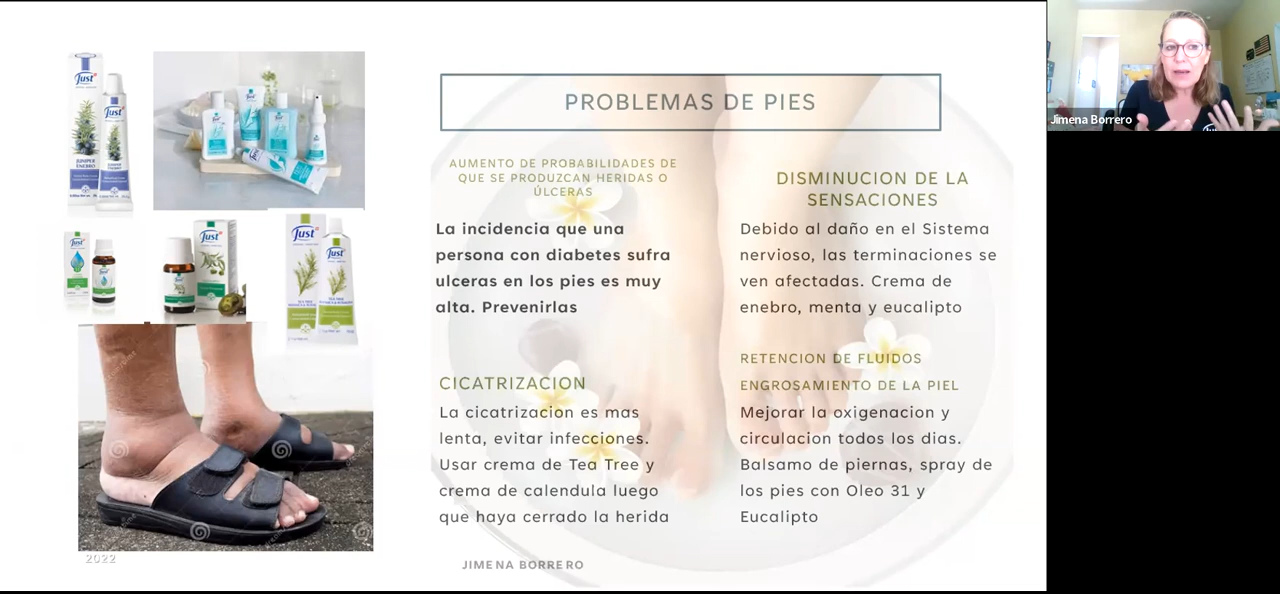 PROBLEMAS DE PIES
AUMENTO DE PROBABILIDADES DE
QUE SE PRODUZCAN HERIDAS O
ÚLCERAS
La incidencia que una
persona con diabetes sufra
ulceras en los pies es muy
alta. Prevenirlas
CICATRIZACION
La cicatrizacion es mas
lenta, evitar infecciones.
Usar crema de Tea Tree y
crema de calendula luego
que haya cerrado la herida
DISMINUCION DE LA
SENSACIONES
Debido al daño en el Sistema
nervioso, las terminaciones se
ven afectadas. Crema de
enebro, menta y eucalipto
RETENCION DE FLUIDOS
ENGROSAMIENTO DE LA PIEL
Mejorar la oxigenacion y
circulacion todos los dias.
Balsamo de piernas, spray de
los pies con Oleo 31 y
Eucalipto
JIMENA BORRERO
2022
Jimena Borrero
Just
Just
JUNIPER
ENEBRO
Just
Just
Just
Just
TEA TREE